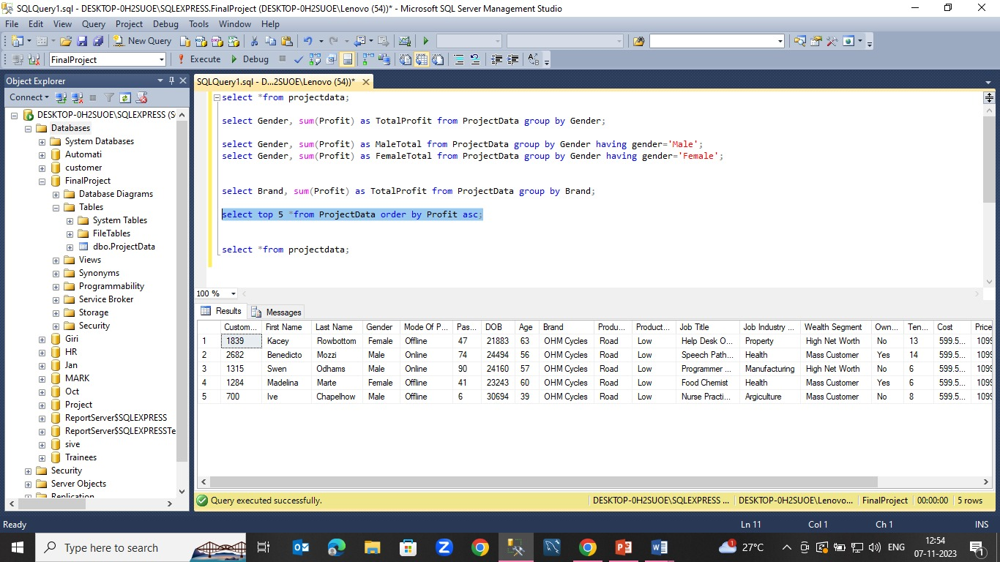 SQLQuery1.sql - DESKTOP-0H2SUOE\SQLEXPRESS.FinalProject (DESKTOP-0H2SUOE\Lenovo (54))* - Microsoft SQL Server Management Studio
File Edit View Query Project Debug Tools Window Help
New Query
FinalProject Execute Debug
Object Explorer
Connect
DESKTOP-0H2SUOE\SQLEXPRESS (S
Databases
System Databases
Automati
customer
FinalProject
Database Diagrams
Tables
System Tables
FileTables
dbo.ProjectData
Views
Synonyms
Programmability
Service Broker
Storage
Security
Giri
HR
Jan
MARK
Oct
Project
ReportServer$SQLEXPRESS
ReportServer$SQLEXPRESSTe
sive
Trainees
Security
Server Objects
Replication
SQLQuery1.sql - D...2SUOE\Lenovo (54))*
select *from projectdata;
select Gender, sum(Profit) as TotalProfit from ProjectData group by Gender;
select Gender, sum(Profit) as MaleTotal from ProjectData group by Gender having gender='Male';
select Gender, sum(Profit) as FemaleTotal from ProjectData group by Gender having gender='Female';
select Brand, sum(Profit) as TotalProfit from ProjectData group by Brand;
select top 5 *from ProjectData order by Profit asc;
select *from projectdata;
100 %
Results Messages
Custom... First Name Last Name Gender Mode Of P... Pas... DOB Age Brand Produ... Product... Job Title Job Industry ... Wealth Segment Own... Ten... Cost Price
1 1839 Kacey Rowbottom Female Offline 47 21883 63 OHM Cycles Road Low Help Desk O... Property High Net Worth No 13 599.5... 1099
2 2682 Benedicto Mozzi Male Online 74 24494 56 OHM Cycles Road Low Speech Path... Health Mass Customer Yes 14 599.5... 1099
3 1315 Swen Odhams Male Online 90 24160 57 OHM Cycles Road Low Programmer ... Manufacturing High Net Worth No 6 599.5... 1099
4 1284 Madelina Marte Female Offline 41 23243 60 OHM Cycles Road Low Food Chemist Health Mass Customer Yes 6 599.5... 1099
5 700 Ive Chapelhow Male Offline 6 30694 39 OHM Cycles Road Low Nurse Practi... Argiculture Mass Customer No 8 599.5... 1099
Query executed successfully. DESKTOP-0H2SUOE\SQLEXPRESS ... DESKTOP-0H2SUOE\Lenovo... FinalProject 00:00:00 5 rows
Ready Ln 11 Col 1 Ch 1 INS
Type here to search 27°C ENG 12:54
07-11-2023